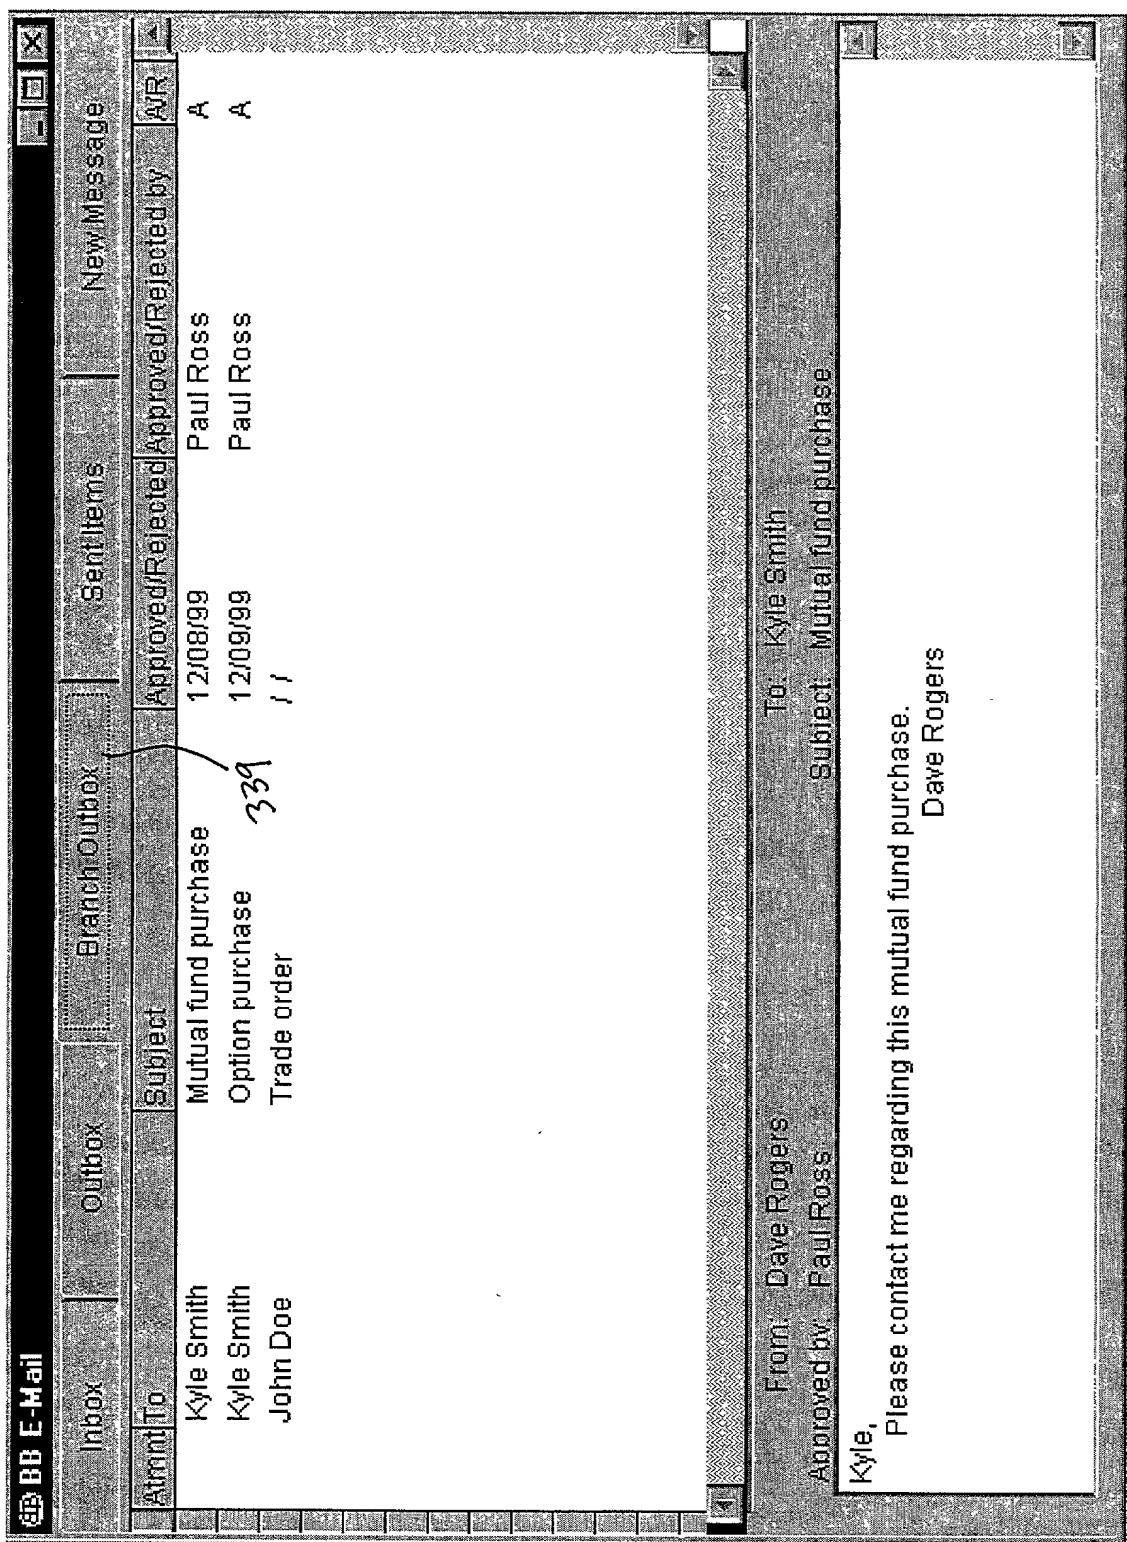 BB E-Mail
Inbox Outbox Branch Outbox Sent Items New Message
Atmnt To Subject Approved/Rejected Approved/Rejected by A/R
Kyle Smith Mutual fund purchase 12/08/99 Paul Ross A
Kyle Smith Option purchase 12/09/99 Paul Ross A
John Doe Trade order / /
339
From: Dave Rogers To: Kyle Smith
Approved by: Paul Ross Subject: Mutual fund purchase
Kyle,
Please contact me regarding this mutual fund purchase.
Dave Rogers